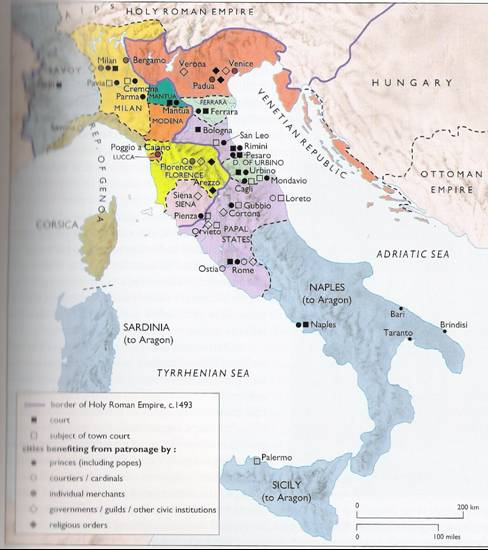 ALPS
HOLY ROMAN EMPIRE
HUNGARY
OTTOMAN
EMPIRE
SAVOY
Milan
Bergamo
Verona
Venice
Padua
Pavia
Cremona
Parma
MANTUA
Mantua
MILAN
MODENA
FERRARA
Ferrara
VENETIAN REPUBLIC
REP. OF GENOA
Savona
Bologna
San Leo
Rimini
Pesaro
D. OF URBINO
Urbino
Mondavio
Cagli
Poggio a Caiano
LUCCA
Florence
FLORENCE
Arezzo
Siena
SIENA
Gubbio
Loreto
Cortona
Pienza
Orvieto
PAPAL
STATES
CORSICA
Ostia
Rome
ADRIATIC SEA
NAPLES
(to Aragon)
Naples
Bari
Taranto
Brindisi
SARDINIA
(to Aragon)
TYRRHENIAN SEA
Palermo
SICILY
(to Aragon)
border of Holy Roman Empire, c.1493
court
subject of town court
cities benefiting from patronage by :
princes (including popes)
courtiers / cardinals
individual merchants
governments / guilds / other civic institutions
religious orders
0 200 km
0 100 miles